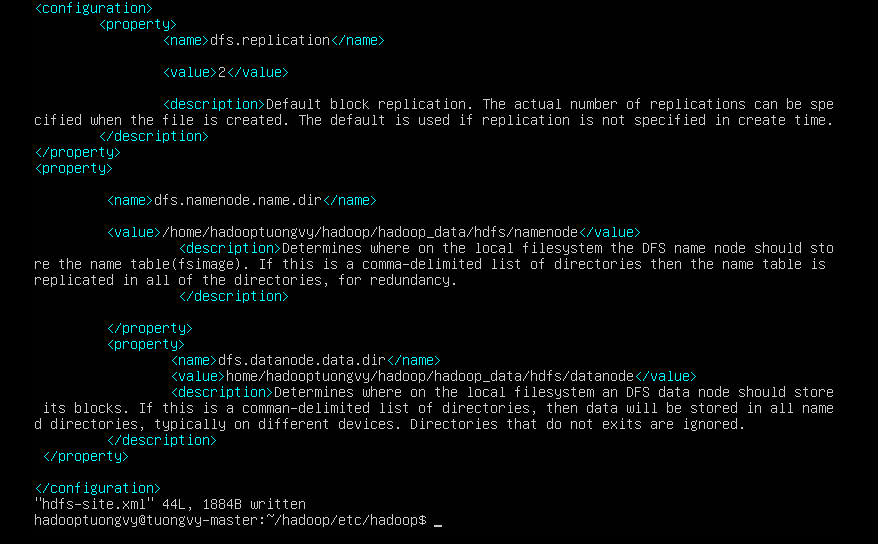 <configuration>
<property>
<name>dfs.replication</name>
<value>2</value>
<description>Default block replication. The actual number of replications can be spe
cified when the file is created. The default is used if replication is not specified in create time.
</description>
</property>
<property>
<name>dfs.namenode.name.dir</name>
<value>/home/hadooptuongvy/hadoop/hadoop_data/hdfs/namenode</value>
<description>Determines where on the local filesystem the DFS name node should sto
re the name table(fsimage). If this is a comma-delimited list of directories then the name table is
replicated in all of the directories, for redundancy.
</description>
</property>
<property>
<name>dfs.datanode.data.dir</name>
<value>home/hadooptuongvy/hadoop/hadoop_data/hdfs/datanode</value>
<description>Determines where on the local filesystem an DFS data node should store
its blocks. If this is a comman-delimited list of directories, then data will be stored in all name
d directories, typically on different devices. Directories that do not exits are ignored.
</description>
</property>
</configuration>
"hdfs-site.xml" 44L, 1884B written
hadooptuongvy@tuongvy-master:~/hadoop/etc/hadoop$ _